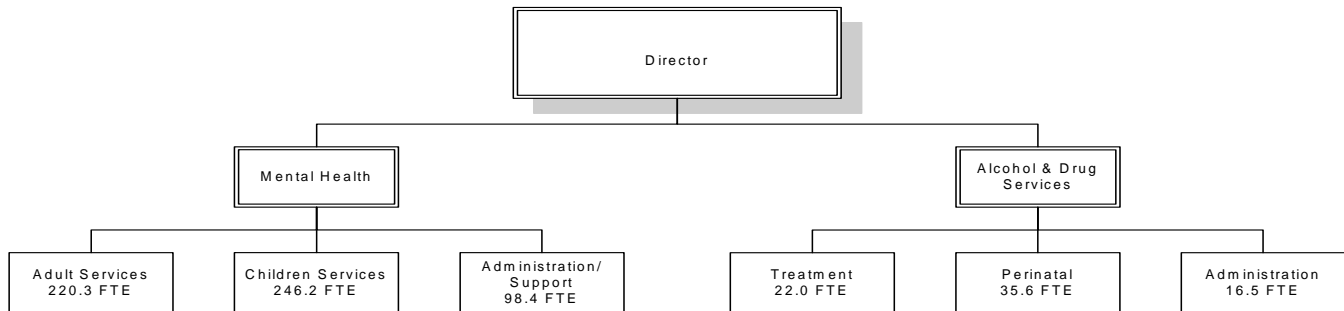 Director
Mental Health
Alcohol & Drug
Services
Adult Services
220.3 FTE
Children Services
246.2 FTE
Administration/
Support
98.4 FTE
Treatment
22.0 FTE
Perinatal
35.6 FTE
Administration
16.5 FTE